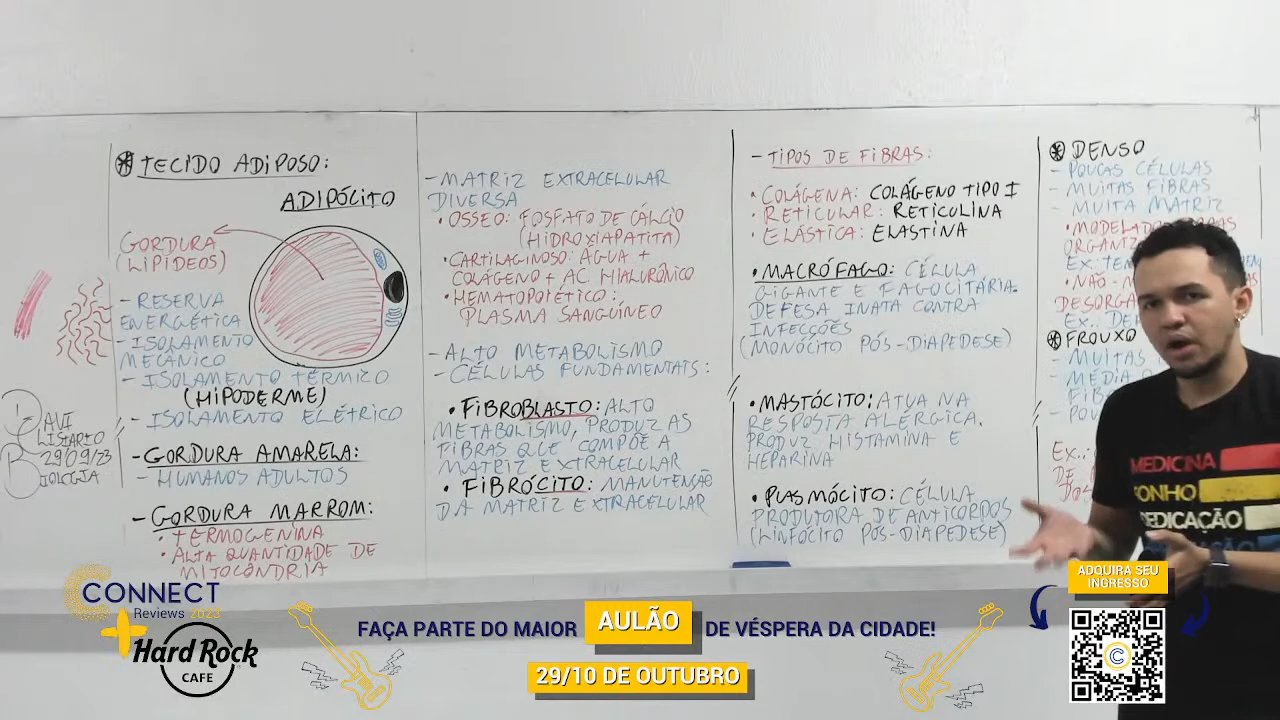 * TECIDO ADIPOSO:
ADIPÓCITO
GORDURA
(LIPÍDEOS)
- RESERVA
ENERGÉTICA
- ISOLAMENTO
MECÂNICO
- ISOLAMENTO TÉRMICO
(HIPODERME)
- ISOLAMENTO ELÉTRICO
- GORDURA AMARELA:
- HUMANOS ADULTOS
- GORDURA MARROM:
• TERMOGENINA
• ALTA QUANTIDADE DE
MITOCÔNDRIA
DAVI
29/09/23
BIOLOGIA
- MATRIZ EXTRACELULAR
DIVERSA
• OSSEO: FOSFATO DE CÁLCIO
(HIDROXIAPATITA)
• CARTILAGINOSO: ÁGUA +
COLÁGENO + AC. HIALURÔNICO
• HEMATOPOIÉTICO:
PLASMA SANGUÍNEO
- ALTO METABOLISMO
- CÉLULAS FUNDAMENTAIS:
• FIBROBLASTO: ALTO
METABOLISMO, PRODUZ AS
FIBRAS QUE COMPÕE A
MATRIZ EXTRACELULAR
• FIBRÓCITO: MANUTENÇÃO
DA MATRIZ EXTRACELULAR
- TIPOS DE FIBRAS:
• COLÁGENA: COLÁGENO TIPO I
• RETICULAR: RETICULINA
• ELÁSTICA: ELASTINA
• MACRÓFAGO: CÉLULA
GIGANTE E FAGOCITÁRIA.
DEFESA INATA CONTRA
INFECÇÕES
(MONÓCITO PÓS-DIAPEDESE)
• MASTÓCITO: ATUA NA
RESPOSTA ALÉRGICA.
PRODUZ HISTAMINA E
HEPARINA
• PLASMÓCITO: CÉLULA
PRODUTORA DE ANTICORPOS
(LINFÓCITO PÓS-DIAPEDESE)
* DENSO
- POUCAS CÉLULAS
- MUITAS FIBRAS
- MUITA MATRIZ
• MODELADO
• NÃO
EX.:
* FROUXO
- MUITAS
- MÉDIA
EX.:
MEDICINA
SONHO
DEDICAÇÃO
CONNECT
Reviews 2023
+ Hard Rock
CAFE
FAÇA PARTE DO MAIOR AULÃO DE VÉSPERA DA CIDADE!
29/10 DE OUTUBRO
ADQUIRA SEU
INGRESSO